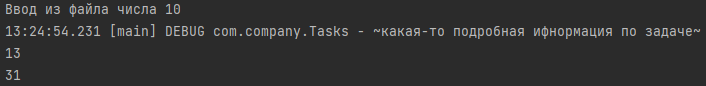 Ввод из файла числа 10
13:24:54.231 [main] DEBUG com.company.Tasks - ~какая-то подробная ифнормация по задаче~
13
31